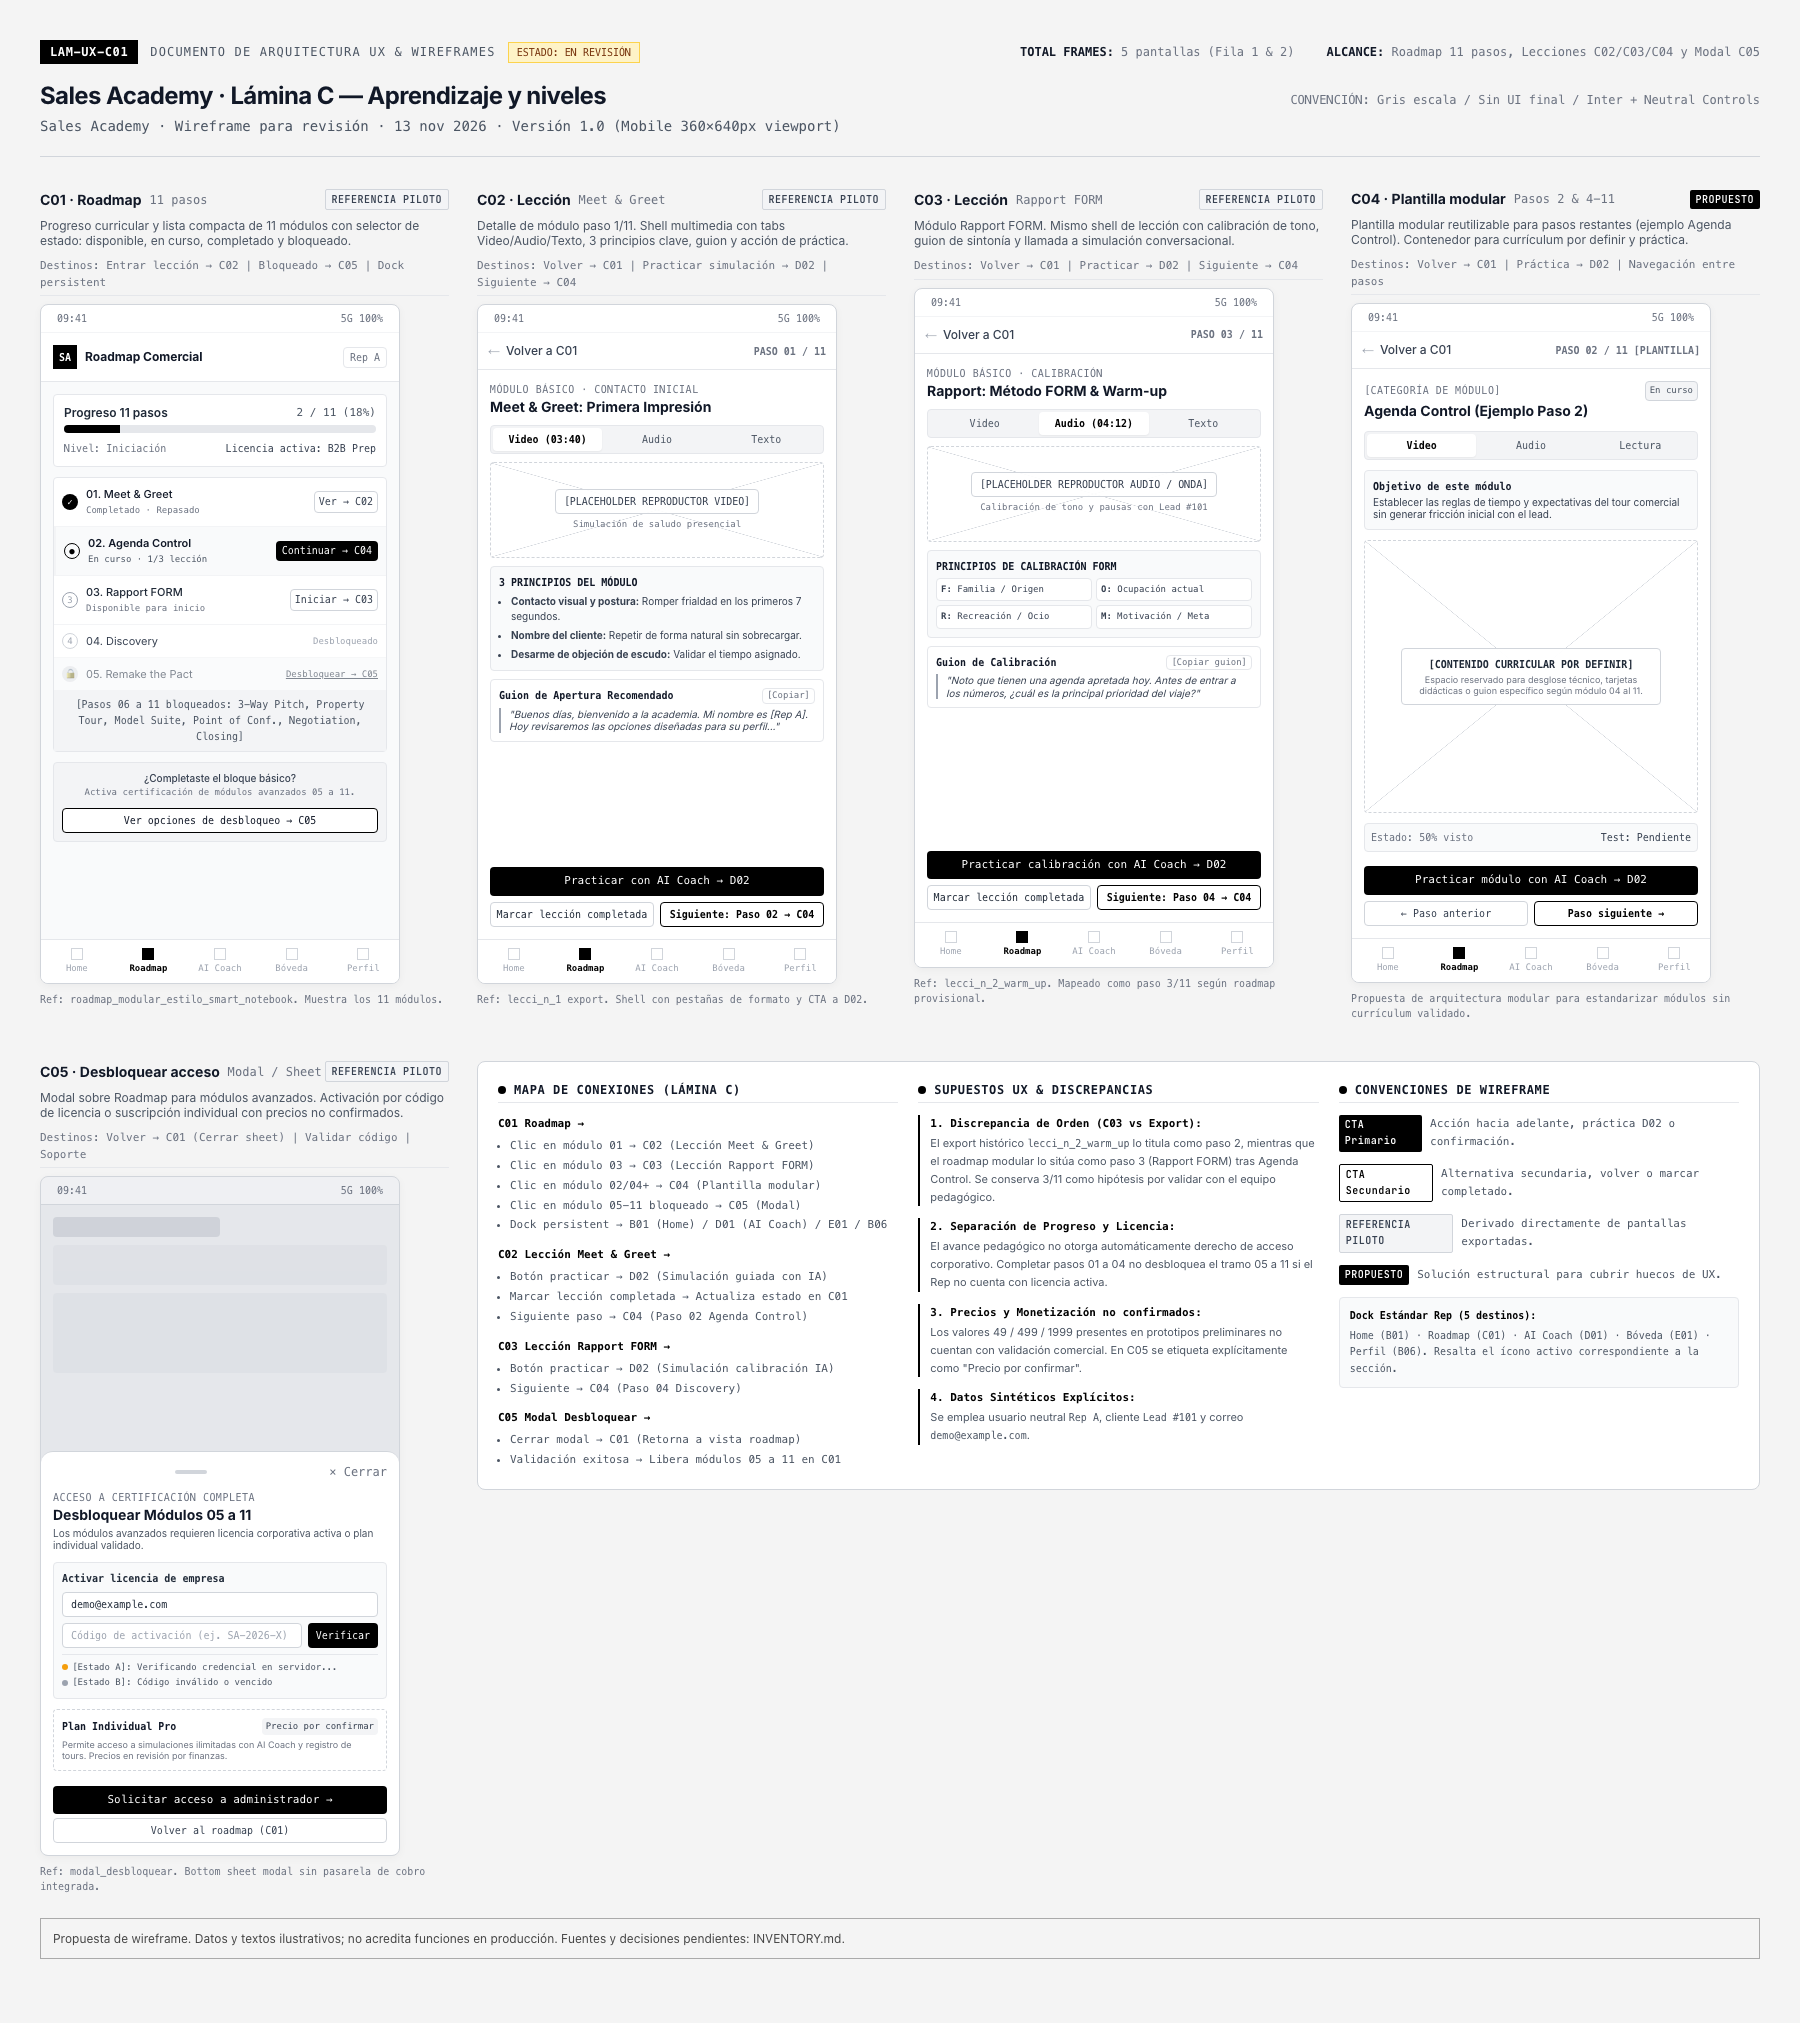 LAM-UX-C01 DOCUMENTO DE ARQUITECTURA UX & WIREFRAMES ESTADO: EN REVISIÓN
TOTAL FRAMES: 5 pantallas (Fila 1 & 2) ALCANCE: Roadmap 11 pasos, Lecciones C02/C03/C04 y Modal C05
Sales Academy · Lámina C — Aprendizaje y niveles
CONVENCIÓN: Gris escala / Sin UI final / Inter + Neutral Controls
Sales Academy · Wireframe para revisión · 13 nov 2026 · Versión 1.0 (Mobile 360×640px viewport)
C01 · Roadmap 11 pasos REFERENCIA PILOTO
Progreso curricular y lista compacta de 11 módulos con selector de
estado: disponible, en curso, completado y bloqueado.
Destinos: Entrar lección → C02 | Bloqueado → C05 | Dock
persistent
09:41 5G 100%
SA Roadmap Comercial Rep A
Progreso 11 pasos 2 / 11 (18%)
Nivel: Iniciación Licencia activa: B2B Prep
✓ 01. Meet & Greet Ver → C02
Completado · Repasado
02. Agenda Control Continuar → C04
En curso · 1/3 lección
3 03. Rapport FORM Iniciar → C03
Disponible para inicio
4 04. Discovery Desbloqueado
05. Remake the Pact Desbloquear → C05
[Pasos 06 a 11 bloqueados: 3-Way Pitch, Property
Tour, Model Suite, Point of Conf., Negotiation,
Closing]
¿Completaste el bloque básico?
Activa certificación de módulos avanzados 05 a 11.
Ver opciones de desbloqueo → C05
Home Roadmap AI Coach Bóveda Perfil
Ref: roadmap_modular_estilo_smart_notebook. Muestra los 11 módulos.
C02 · Lección Meet & Greet REFERENCIA PILOTO
Detalle de módulo paso 1/11. Shell multimedia con tabs
Video/Audio/Texto, 3 principios clave, guion y acción de práctica.
Destinos: Volver → C01 | Practicar simulación → D02 |
Siguiente → C04
09:41 5G 100%
← Volver a C01 PASO 01 / 11
MÓDULO BÁSICO · CONTACTO INICIAL
Meet & Greet: Primera Impresión
Video (03:40) Audio Texto
[PLACEHOLDER REPRODUCTOR VIDEO]
Simulación de saludo presencial
3 PRINCIPIOS DEL MÓDULO
• Contacto visual y postura: Romper frialdad en los primeros 7
segundos.
• Nombre del cliente: Repetir de forma natural sin sobrecargar.
• Desarme de objeción de escudo: Validar el tiempo asignado.
Guion de Apertura Recomendado [Copiar]
"Buenos días, bienvenido a la academia. Mi nombre es [Rep A].
Hoy revisaremos las opciones diseñadas para su perfil..."
Practicar con AI Coach → D02
Marcar lección completada Siguiente: Paso 02 → C04
Home Roadmap AI Coach Bóveda Perfil
Ref: lecci_n_1 export. Shell con pestañas de formato y CTA a D02.
C03 · Lección Rapport FORM REFERENCIA PILOTO
Módulo Rapport FORM. Mismo shell de lección con calibración de tono,
guion de sintonía y llamada a simulación conversacional.
Destinos: Volver → C01 | Practicar → D02 | Siguiente → C04
09:41 5G 100%
← Volver a C01 PASO 03 / 11
MÓDULO BÁSICO · CALIBRACIÓN
Rapport: Método FORM & Warm-up
Video Audio (04:12) Texto
[PLACEHOLDER REPRODUCTOR AUDIO / ONDA]
Calibración de tono y pausas con Lead #101
PRINCIPIOS DE CALIBRACIÓN FORM
F: Familia / Origen O: Ocupación actual
R: Recreación / Ocio M: Motivación / Meta
Guion de Calibración [Copiar guion]
"Noto que tienen una agenda apretada hoy. Antes de entrar a
los números, ¿cuál es la principal prioridad del viaje?"
Practicar calibración con AI Coach → D02
Marcar lección completada Siguiente: Paso 04 → C04
Home Roadmap AI Coach Bóveda Perfil
Ref: lecci_n_2_warm_up. Mapeado como paso 3/11 según roadmap
provisional.
C04 · Plantilla modular Pasos 2 & 4-11 PROPUESTO
Plantilla modular reutilizable para pasos restantes (ejemplo Agenda
Control). Contenedor para currículum por definir y práctica.
Destinos: Volver → C01 | Práctica → D02 | Navegación entre
pasos
09:41 5G 100%
← Volver a C01 PASO 02 / 11 [PLANTILLA]
[CATEGORÍA DE MÓDULO] En curso
Agenda Control (Ejemplo Paso 2)
Video Audio Lectura
Objetivo de este módulo
Establecer las reglas de tiempo y expectativas del tour comercial
sin generar fricción inicial con el lead.
[CONTENIDO CURRICULAR POR DEFINIR]
Espacio reservado para desglose técnico, tarjetas
didácticas o guion específico según módulo 04 al 11.
Estado: 50% visto Test: Pendiente
Practicar módulo con AI Coach → D02
← Paso anterior Paso siguiente →
Home Roadmap AI Coach Bóveda Perfil
Propuesta de arquitectura modular para estandarizar módulos sin
currículum validado.
C05 · Desbloquear acceso Modal / Sheet REFERENCIA PILOTO
Modal sobre Roadmap para módulos avanzados. Activación por código
de licencia o suscripción individual con precios no confirmados.
Destinos: Volver → C01 (Cerrar sheet) | Validar código |
Soporte
09:41 5G 100%
× Cerrar
ACCESO A CERTIFICACIÓN COMPLETA
Desbloquear Módulos 05 a 11
Los módulos avanzados requieren licencia corporativa activa o plan
individual validado.
Activar licencia de empresa
demo@example.com
Código de activación (ej. SA-2026-X) Verificar
[Estado A]: Verificando credencial en servidor...
[Estado B]: Código inválido o vencido
Plan Individual Pro Precio por confirmar
Permite acceso a simulaciones ilimitadas con AI Coach y registro de
tours. Precios en revisión por finanzas.
Solicitar acceso a administrador →
Volver al roadmap (C01)
Ref: modal_desbloquear. Bottom sheet modal sin pasarela de cobro
integrada.
MAPA DE CONEXIONES (LÁMINA C)
C01 Roadmap →
• Clic en módulo 01 → C02 (Lección Meet & Greet)
• Clic en módulo 03 → C03 (Lección Rapport FORM)
• Clic en módulo 02/04+ → C04 (Plantilla modular)
• Clic en módulo 05-11 bloqueado → C05 (Modal)
• Dock persistent → B01 (Home) / D01 (AI Coach) / E01 / B06
C02 Lección Meet & Greet →
• Botón practicar → D02 (Simulación guiada con IA)
• Marcar lección completada → Actualiza estado en C01
• Siguiente paso → C04 (Paso 02 Agenda Control)
C03 Lección Rapport FORM →
• Botón practicar → D02 (Simulación calibración IA)
• Siguiente → C04 (Paso 04 Discovery)
C05 Modal Desbloquear →
• Cerrar modal → C01 (Retorna a vista roadmap)
• Validación exitosa → Libera módulos 05 a 11 en C01
SUPUESTOS UX & DISCREPANCIAS
1. Discrepancia de Orden (C03 vs Export):
El export histórico lecci_n_2_warm_up lo titula como paso 2, mientras que
el roadmap modular lo sitúa como paso 3 (Rapport FORM) tras Agenda
Control. Se conserva 3/11 como hipótesis por validar con el equipo
pedagógico.
2. Separación de Progreso y Licencia:
El avance pedagógico no otorga automáticamente derecho de acceso
corporativo. Completar pasos 01 a 04 no desbloquea el tramo 05 a 11 si el
Rep no cuenta con licencia activa.
3. Precios y Monetización no confirmados:
Los valores 49 / 499 / 1999 presentes en prototipos preliminares no
cuentan con validación comercial. En C05 se etiqueta explícitamente
como "Precio por confirmar".
4. Datos Sintéticos Explícitos:
Se emplea usuario neutral Rep A, cliente Lead #101 y correo
demo@example.com.
CONVENCIONES DE WIREFRAME
CTA
Primario
Acción hacia adelante, práctica D02 o
confirmación.
CTA
Secundario
Alternativa secundaria, volver o marcar
completado.
REFERENCIA
PILOTO
Derivado directamente de pantallas
exportadas.
PROPUESTO Solución estructural para cubrir huecos de UX.
Dock Estándar Rep (5 destinos):
Home (B01) · Roadmap (C01) · AI Coach (D01) · Bóveda (E01) ·
Perfil (B06). Resalta el ícono activo correspondiente a la
sección.
Propuesta de wireframe. Datos y textos ilustrativos; no acredita funciones en producción. Fuentes y decisiones pendientes: INVENTORY.md.